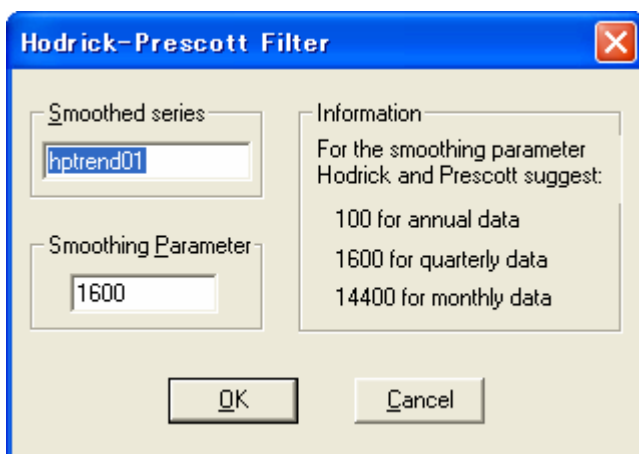 Hodrick-Prescott Filter
Smoothed series
hptrend01
Smoothing Parameter
1600
Information
For the smoothing parameter
Hodrick and Prescott suggest:
100 for annual data
1600 for quarterly data
14400 for monthly data
OK
Cancel